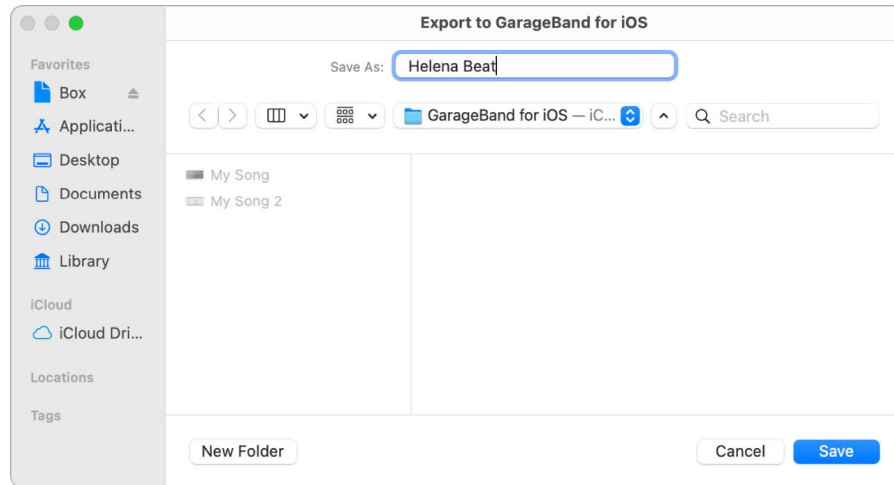 Export to GarageBand for iOS
Save As: Helena Beat
GarageBand for iOS — iC...
Search
Favorites
Box
Applicati...
Desktop
Documents
Downloads
Library
iCloud
iCloud Dri...
Locations
Tags
My Song
My Song 2
New Folder
Cancel
Save